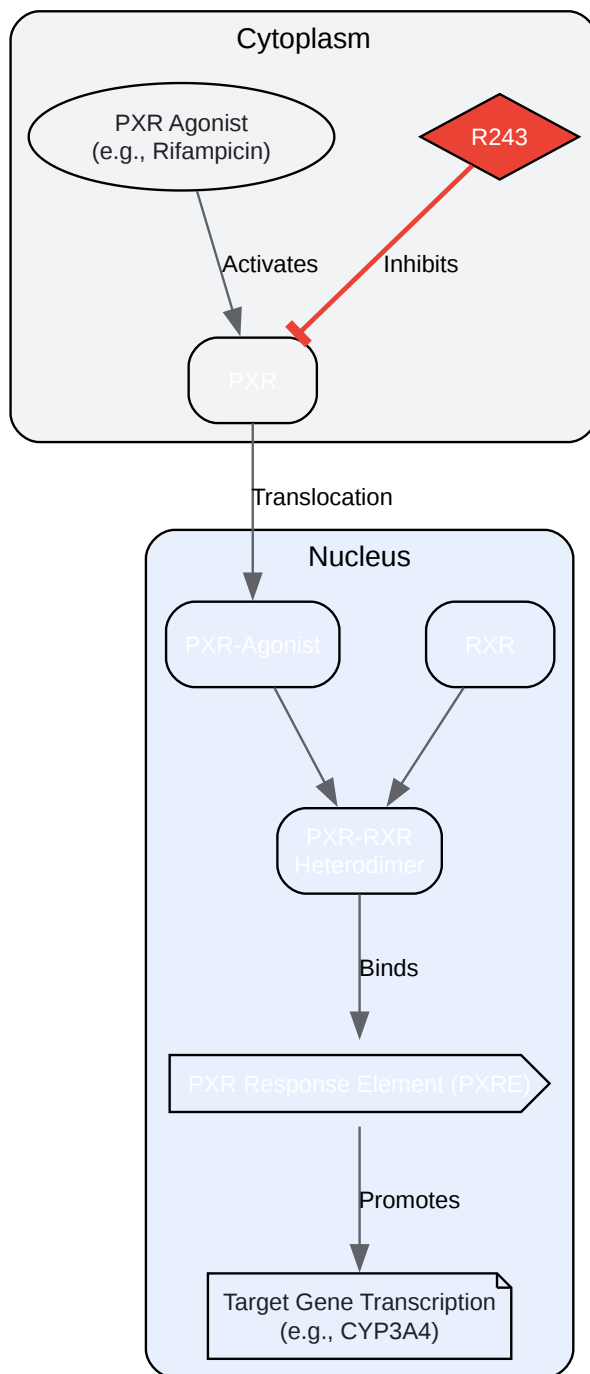 Cytoplasm
PXR Agonist
(e.g., Rifampicin)
R243
Activates
Inhibits
PXR
Translocation
Nucleus
PXR-Agonist
RXR
PXR-RXR
Heterodimer
Binds
PXR Response Element (PXRE)
Promotes
Target Gene Transcription
(e.g., CYP3A4)